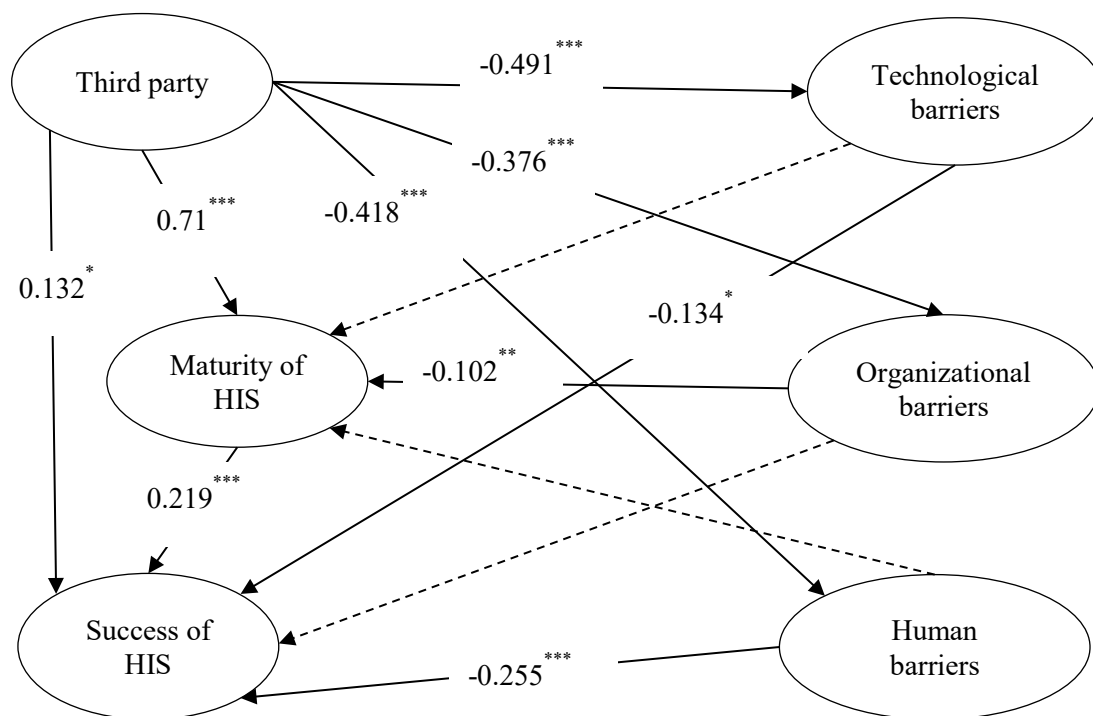 Third party
-0.491***
Technological
barriers
-0.376***
0.71***
-0.418***
0.132*
-0.134*
Maturity of
HIS
-0.102**
Organizational
barriers
0.219***
Success of
HIS
-0.255***
Human
barriers